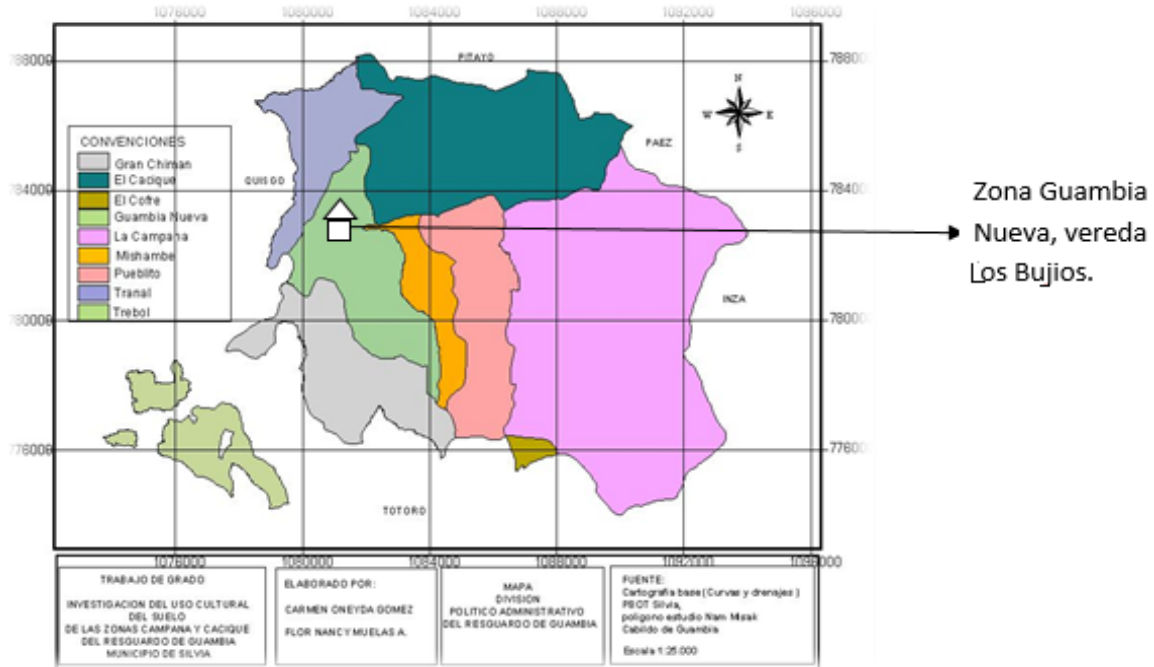 1076000 1080000 1084000 1088000 1092000 1096000
788000
788000
PITAYO
N
W E
S
PAEZ
CONVENCIONES
Gran Chiman
El Cacique
El Cofre
Guambia Nueva
La Campana
Mishambe
Pueblito
Tranal
Trebol
QUISGO
784000
784000
Zona Guambia
Nueva, vereda
Los Bujios.
INZA
780000
780000
776000
776000
TOTORO
1076000 1080000 1084000 1088000 1092000 1096000
TRABAJO DE GRADO
INVESTIGACION DEL USO CULTURAL
DEL SUELO
DE LAS ZONAS CAMPANA Y CACIQUE
DEL RESGUARDO DE GUAMBIA
MUNICIPIO DE SILVIA
ELABORADO POR:
CARMEN ONEYDA GOMEZ
FLOR NANCY MUELAS A.
MAPA
DIVISION
POLITICO ADMINISTRATIVO
DEL RESGUARDO DE GUAMBIA
FUENTE:
Cartografia base (Curvas y drenajes)
PBOT Silvia,
poligono estudio Nam Misak
Cabildo de Guambia
Escala 1:25.000